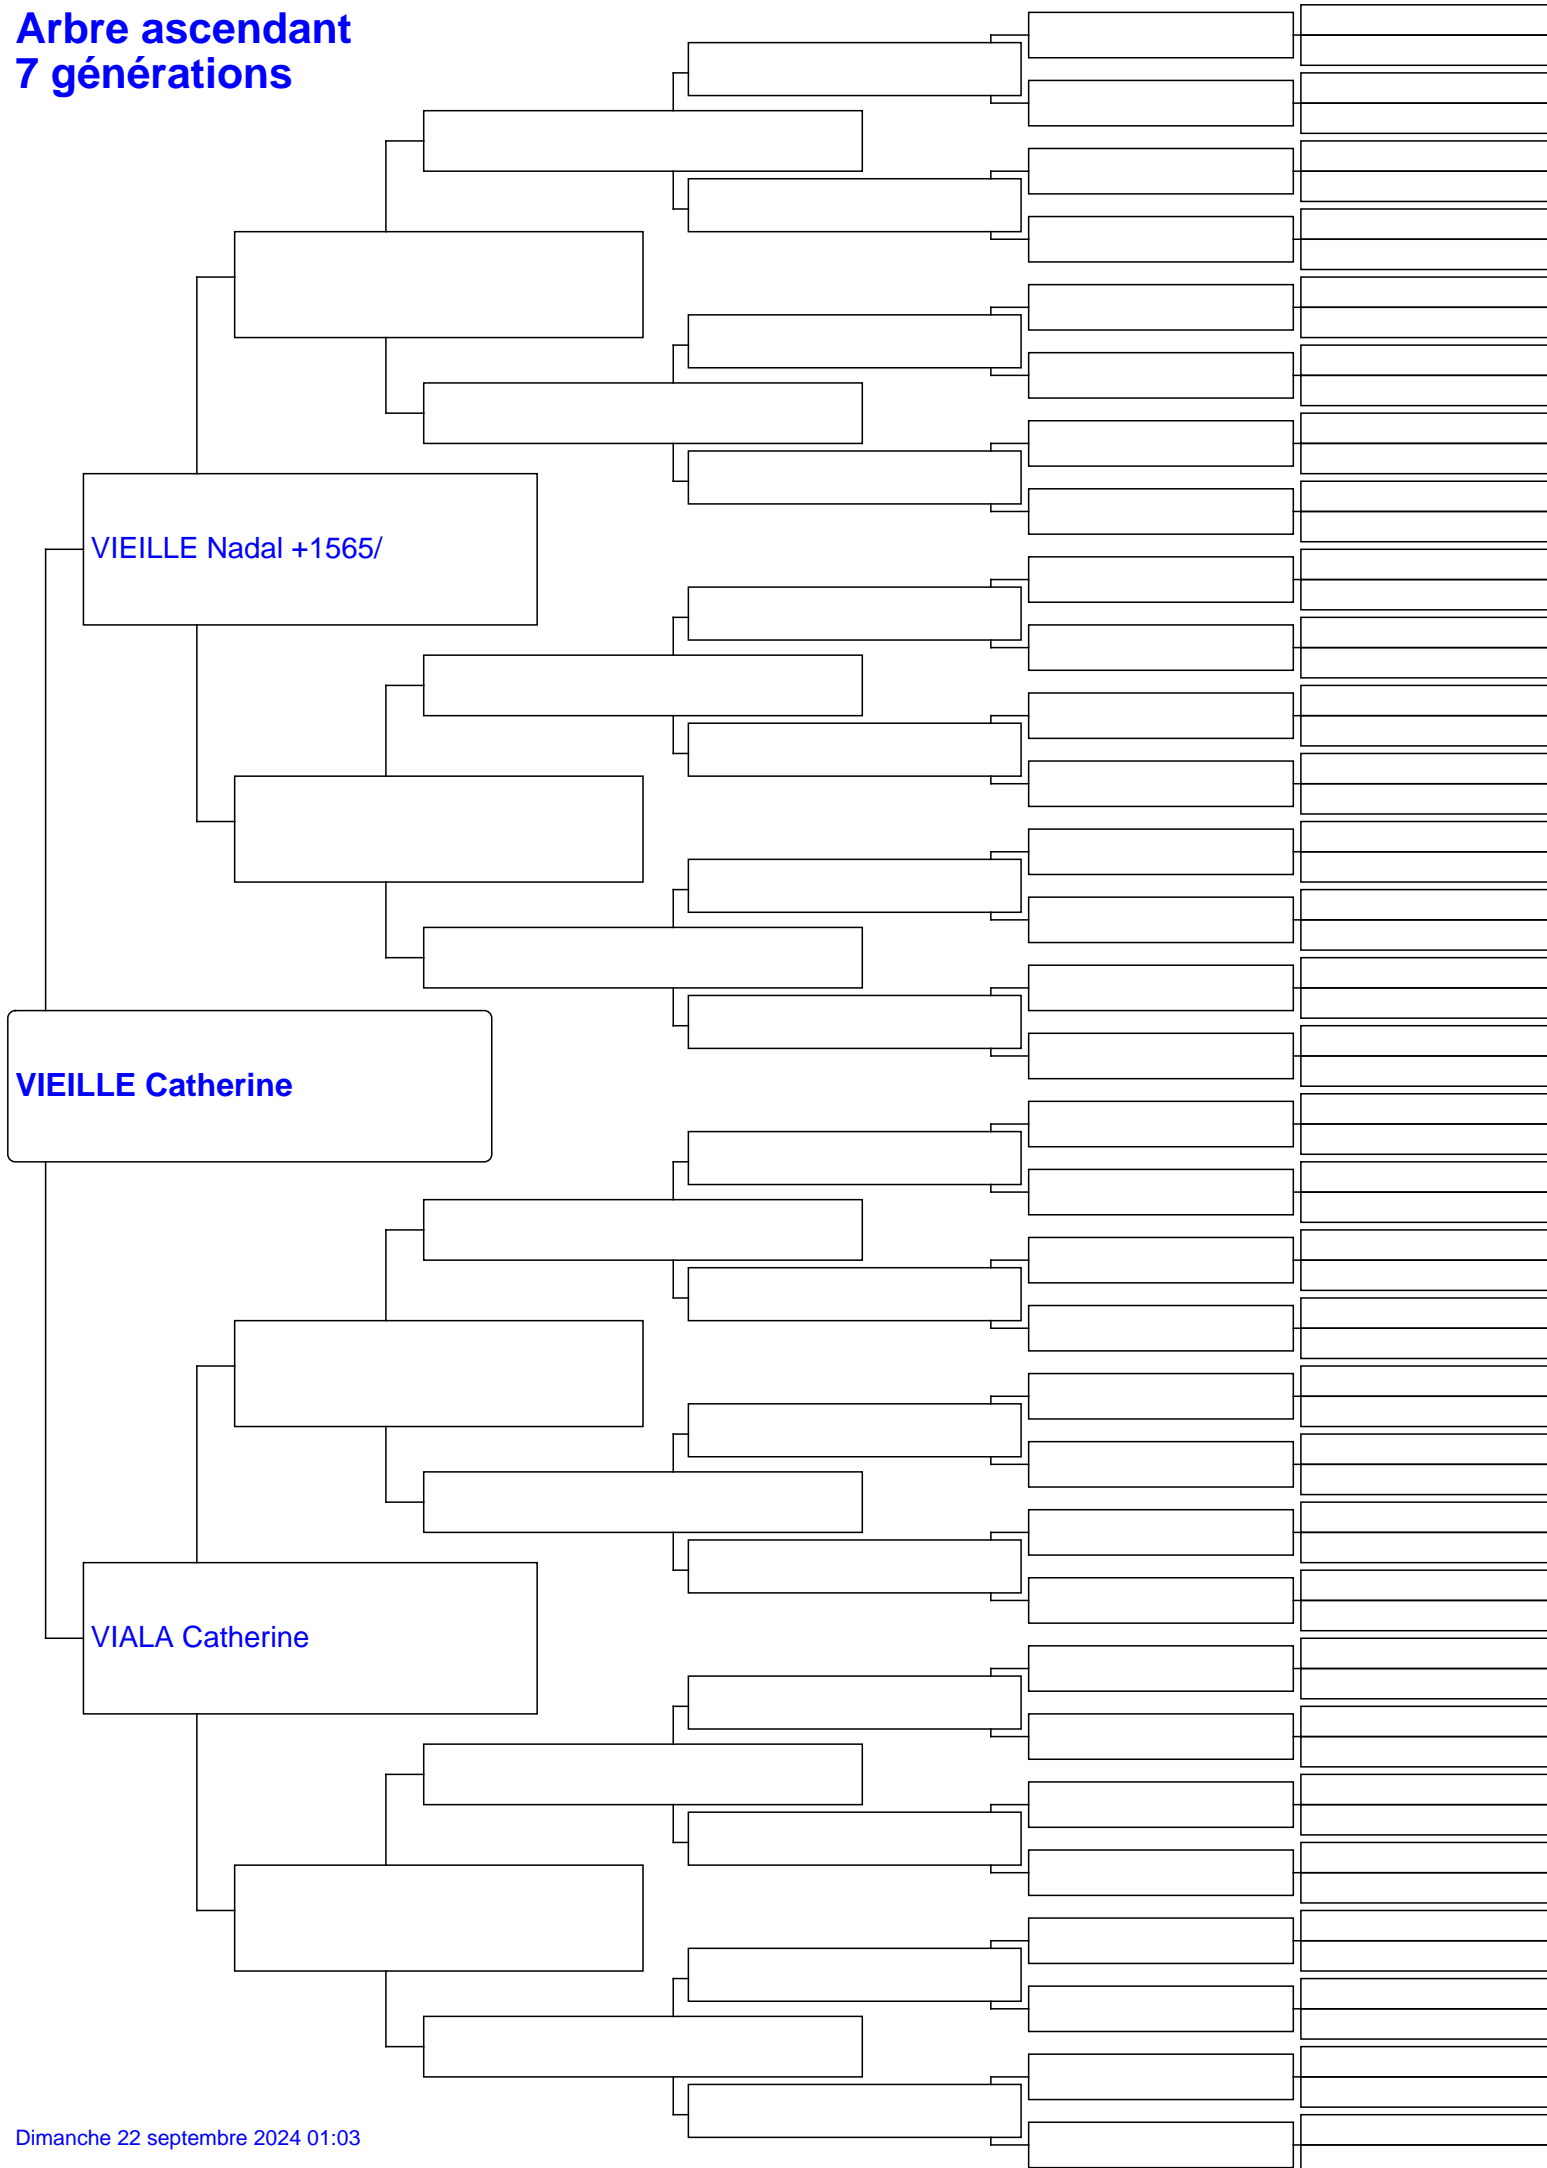 Arbre ascendant
7 générations
VIEILLE Nadal +1565/
VIEILLE Catherine
VIALA Catherine
Dimanche 22 septembre 2024 01:03